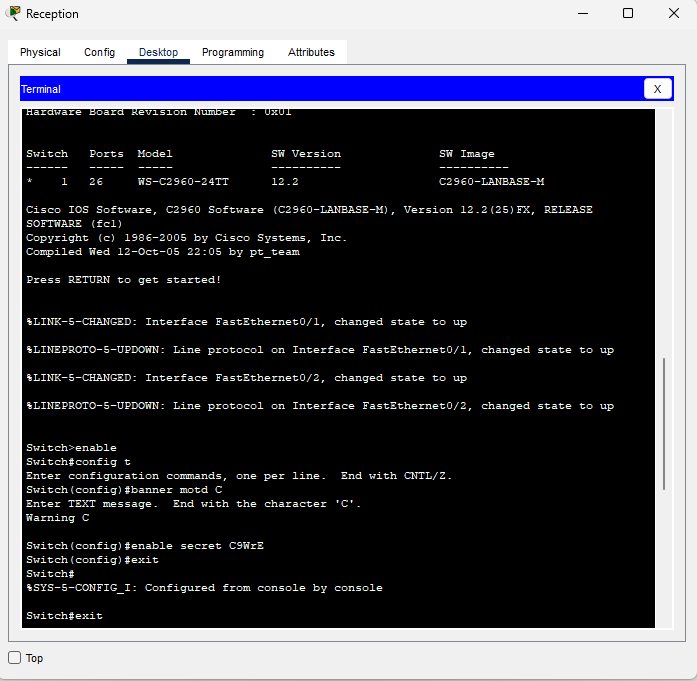 Reception
Physical Config Desktop Programming Attributes
Terminal X
Hardware Board Revision Number : 0x01
Switch Ports Model SW Version SW Image
------ ----- ----- ---------- ----------
* 1 26 WS-C2960-24TT 12.2 C2960-LANBASE-M
Cisco IOS Software, C2960 Software (C2960-LANBASE-M), Version 12.2(25)FX, RELEASE
SOFTWARE (fc1)
Copyright (c) 1986-2005 by Cisco Systems, Inc.
Compiled Wed 12-Oct-05 22:05 by pt_team
Press RETURN to get started!
%LINK-5-CHANGED: Interface FastEthernet0/1, changed state to up
%LINEPROTO-5-UPDOWN: Line protocol on Interface FastEthernet0/1, changed state to up
%LINK-5-CHANGED: Interface FastEthernet0/2, changed state to up
%LINEPROTO-5-UPDOWN: Line protocol on Interface FastEthernet0/2, changed state to up
Switch>enable
Switch#config t
Enter configuration commands, one per line. End with CNTL/Z.
Switch(config)#banner motd C
Enter TEXT message. End with the character 'C'.
Warning C
Switch(config)#enable secret C9WrE
Switch(config)#exit
Switch#
%SYS-5-CONFIG_I: Configured from console by console
Switch#exit
Top